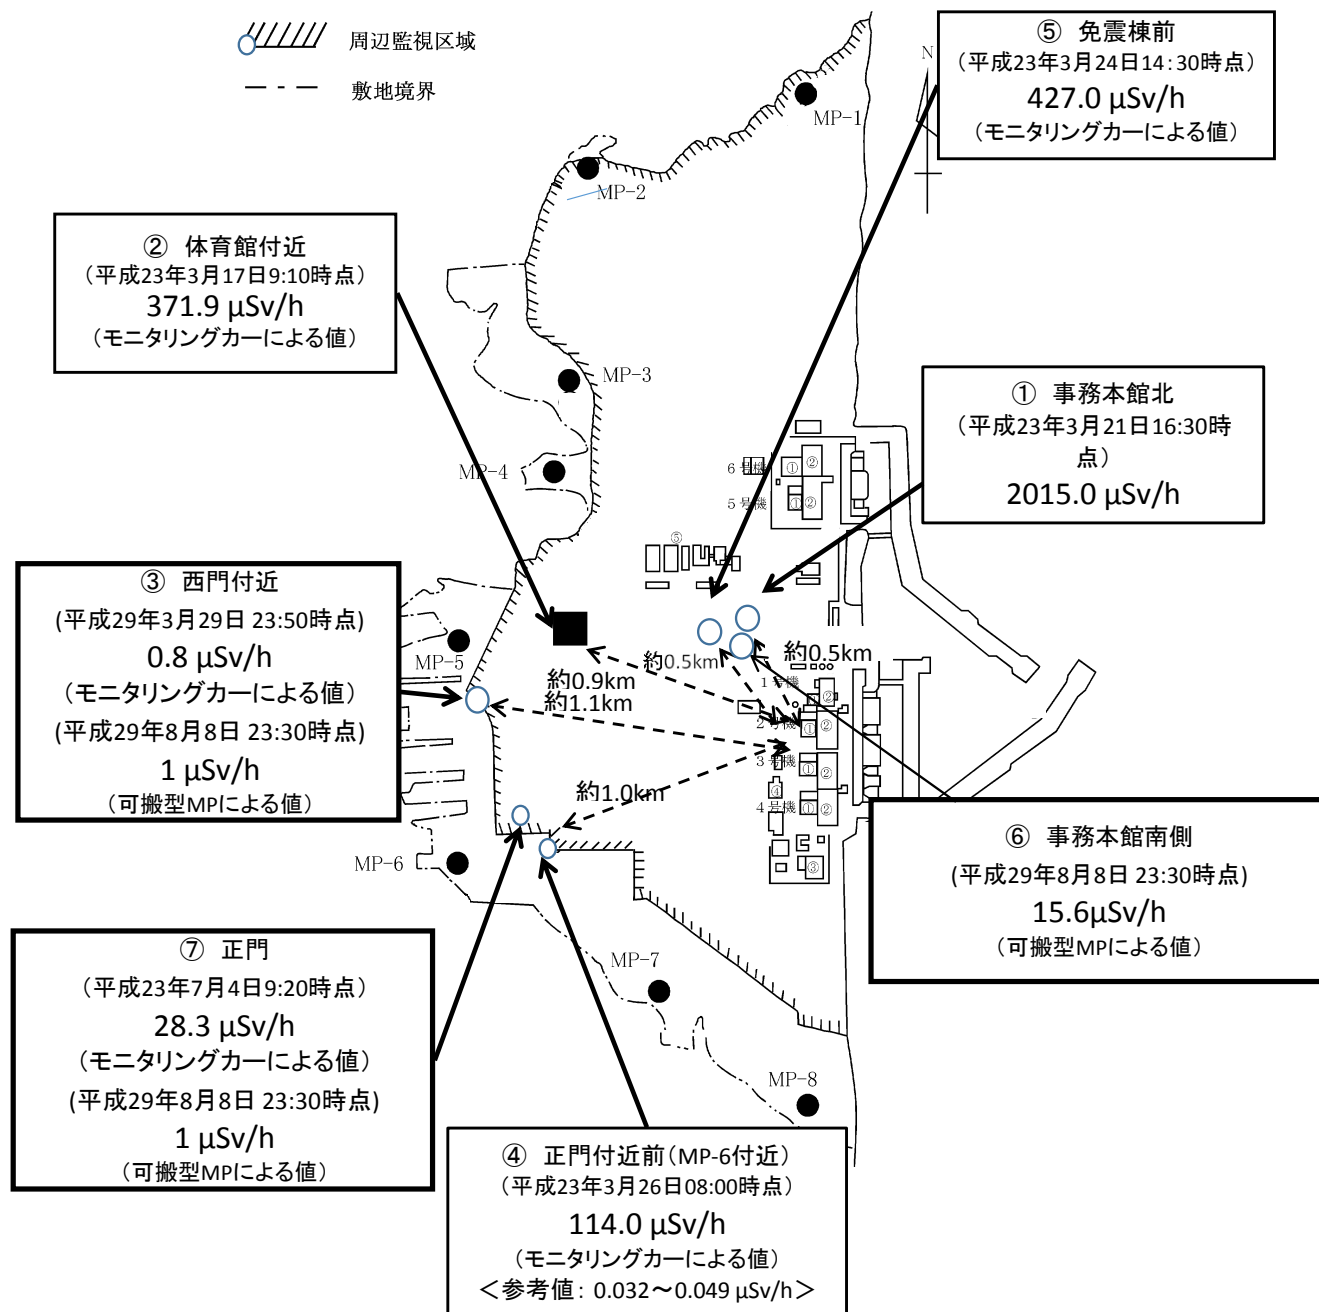 周辺監視区域
敷地境界
⑤ 免震棟前
（平成23年3月24日14：30時点）
427.0 μSv/h
（モニタリングカーによる値）
N
MP-1
MP-2
② 体育館付近
（平成23年3月17日9:10時点）
371.9 μSv/h
（モニタリングカーによる値）
MP-3
① 事務本館北
（平成23年3月21日16:30時
点）
2015.0 μSv/h
MP-4
6号機
① ②
5号機
① ②
⑤
③ 西門付近
(平成29年3月29日 23:50時点)
0.8 μSv/h
（モニタリングカーによる値）
(平成29年8月8日 23:30時点)
1 μSv/h
（可搬型MPによる値）
MP-5
約0.5km
約0.5km
約0.9km
約1.1km
1号機
① ②
2号機
① ②
3号機
① ②
約1.0km
④
4号機
① ②
③
MP-6
⑥ 事務本館南側
(平成29年8月8日 23:30時点)
15.6μSv/h
（可搬型MPによる値）
⑦ 正門
（平成23年7月4日9:20時点）
28.3 μSv/h
（モニタリングカーによる値）
(平成29年8月8日 23:30時点)
1 μSv/h
（可搬型MPによる値）
MP-7
MP-8
④ 正門付近前（MP-6付近）
（平成23年3月26日08:00時点）
114.0 μSv/h
（モニタリングカーによる値）
＜参考値： 0.032～0.049 μSv/h＞